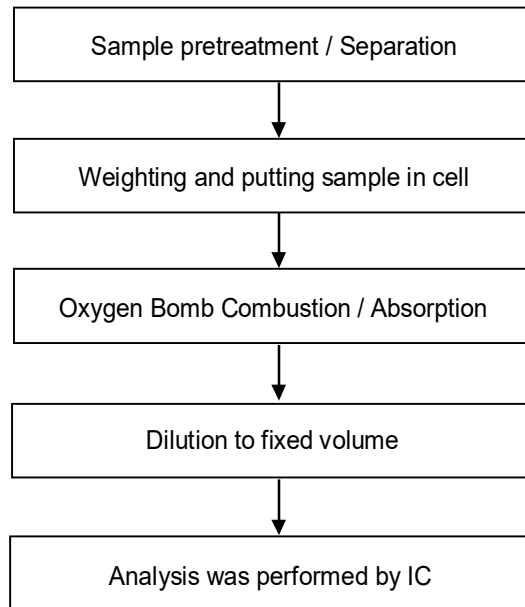 Sample pretreatment / Separation
Weighting and putting sample in cell
Oxygen Bomb Combustion / Absorption
Dilution to fixed volume
Analysis was performed by IC